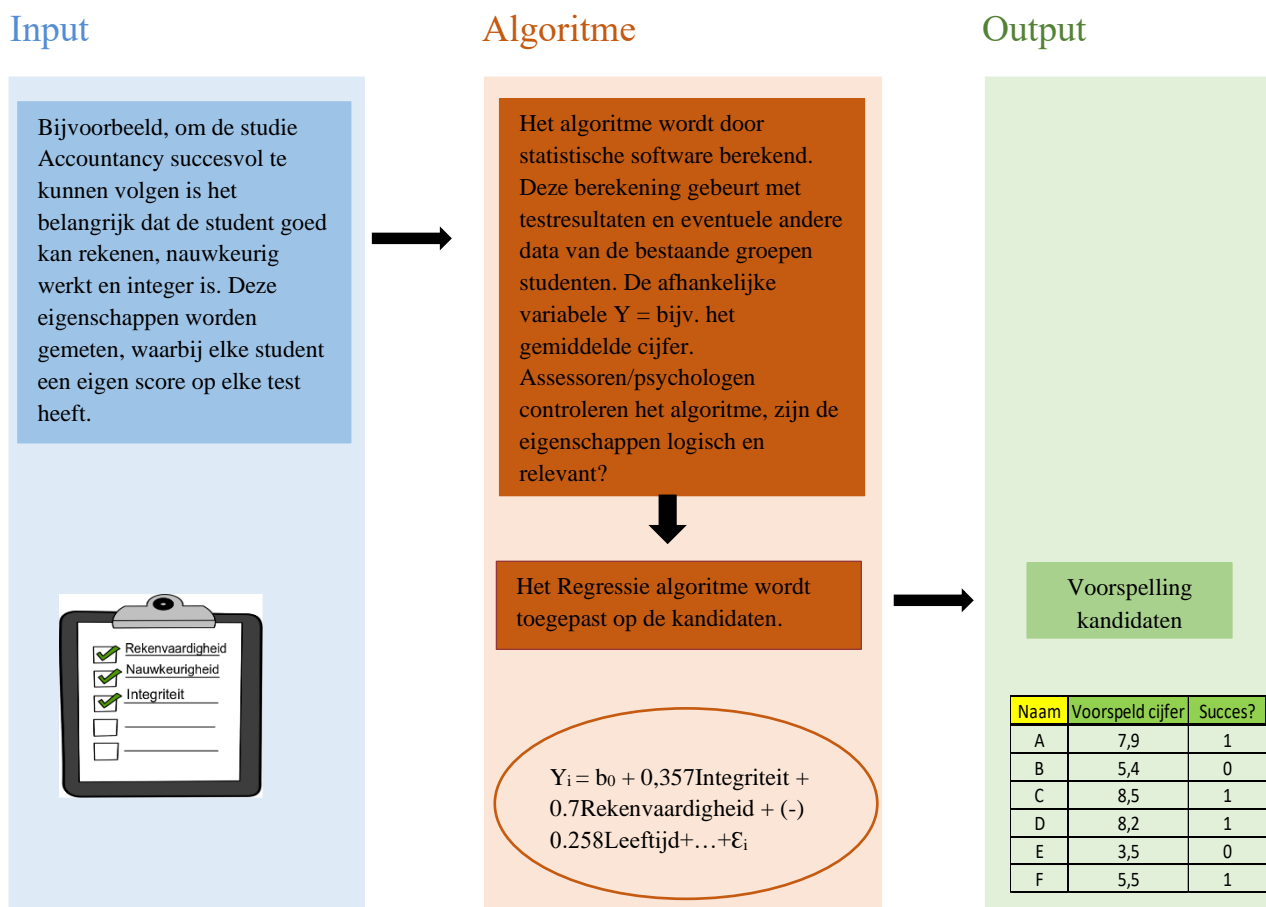 Input
Algoritme
Output
Bijvoorbeeld, om de studie
Accountancy succesvol te
kunnen volgen is het
belangrijk dat de student goed
kan rekenen, nauwkeurig
werkt en integer is. Deze
eigenschappen worden
gemeten, waarbij elke student
een eigen score op elke test
heeft.
Rekenvaardigheid
Nauwkeurigheid
Integriteit
Het algoritme wordt door
statistische software berekend.
Deze berekening gebeurt met
testresultaten en eventuele andere
data van de bestaande groepen
studenten. De afhankelijke
variabele Y = bijv. het
gemiddelde cijfer.
Assessoren/psychologen
controleren het algoritme, zijn de
eigenschappen logisch en
relevant?
Het Regressie algoritme wordt
toegepast op de kandidaten.
Yᵢ = b₀ + 0,357Integriteit +
0.7Rekenvaardigheid + (-)
0.258Leeftijd+…+Ɛᵢ
Voorspelling
kandidaten
Naam Voorspeld cijfer Succes?
A 7,9 1
B 5,4 0
C 8,5 1
D 8,2 1
E 3,5 0
F 5,5 1